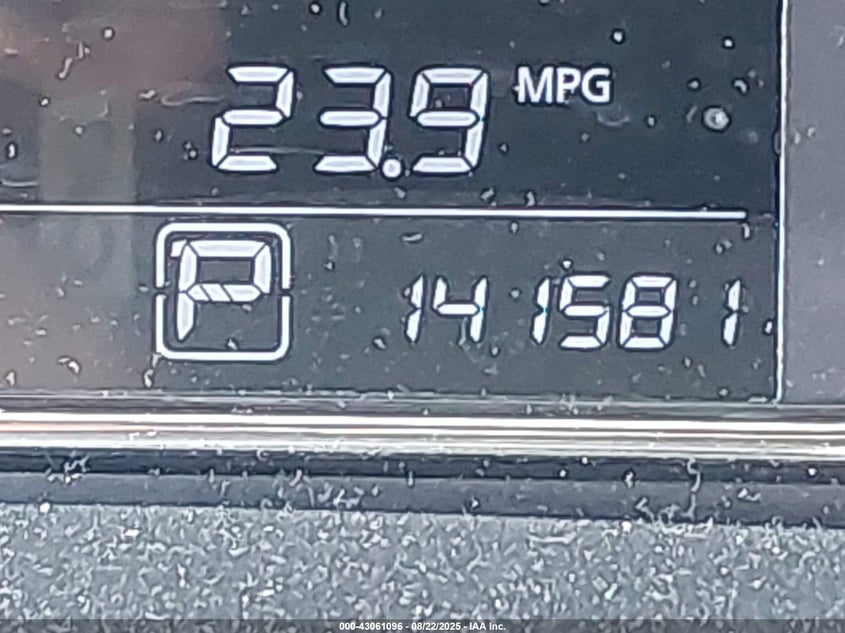 23.9 MPG
P 141581
000-43061096 - 08/22/2025 - IAA Inc.